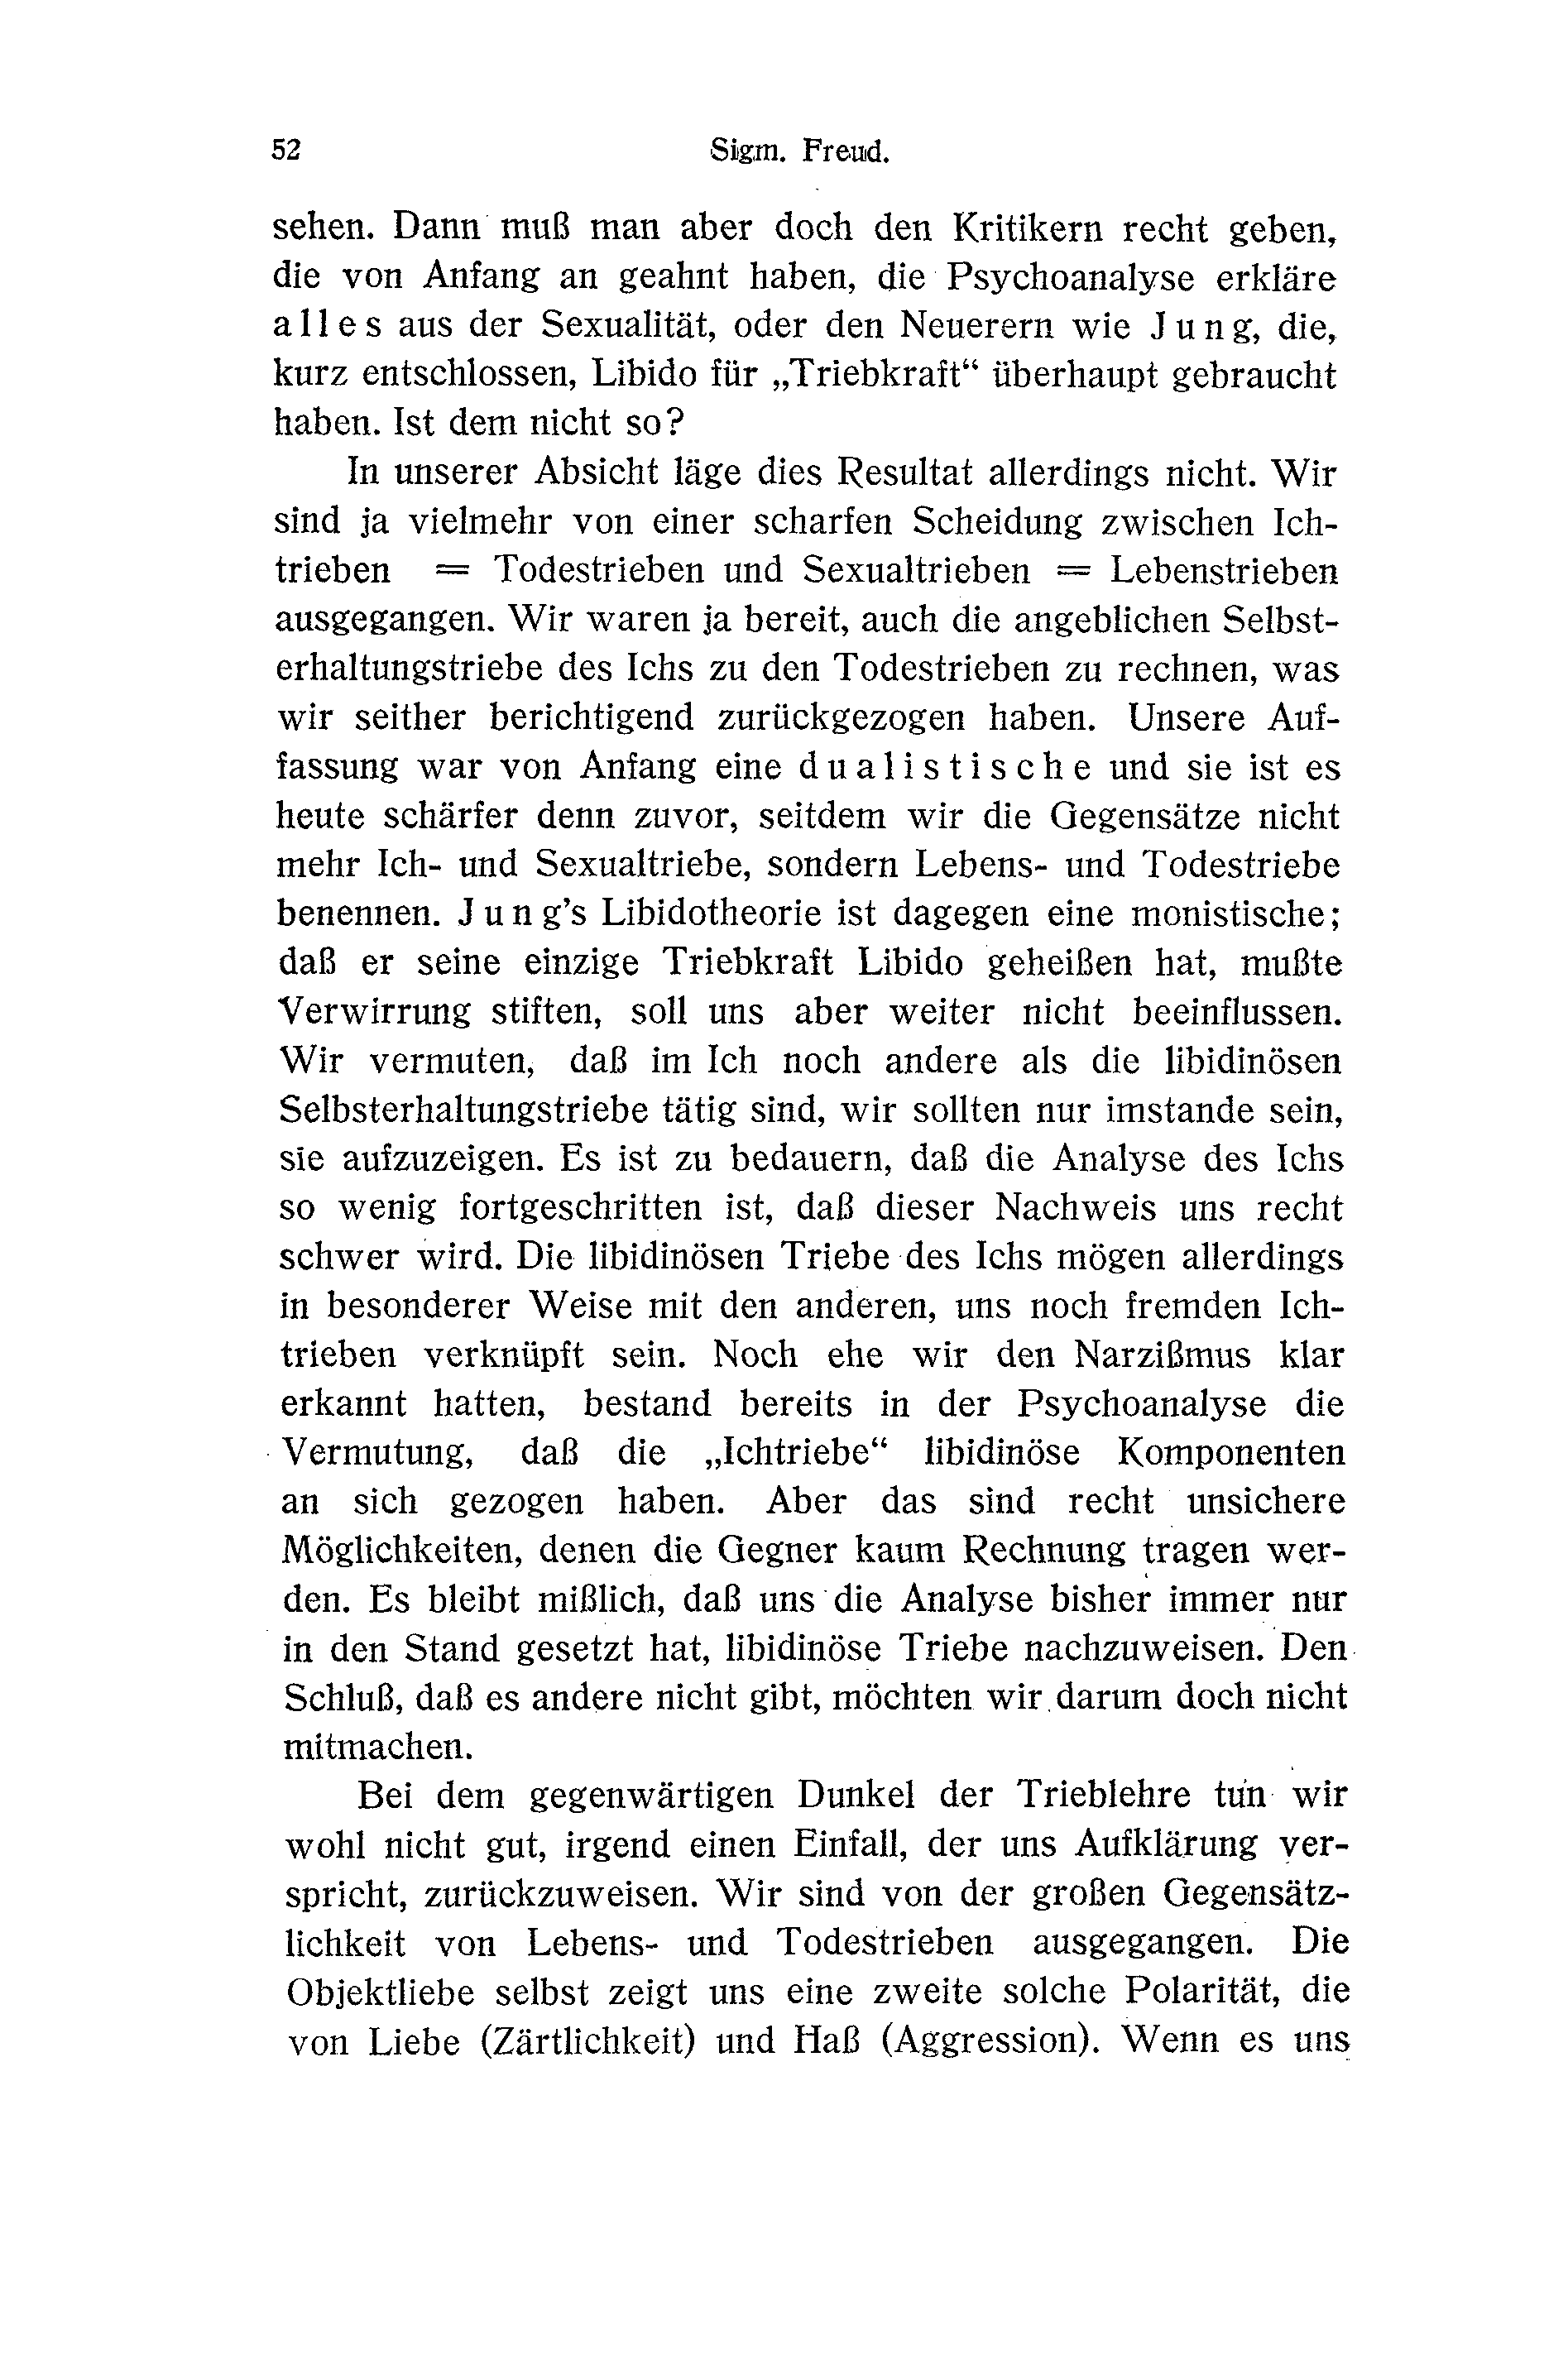 52 Sigm. Freud.
sehen. Dann muß man aber doch den Kritikern recht geben,
die von Anfang an geahnt haben, die Psychoanalyse erkläre
alles aus der Sexualität, oder den Neuerern wie Jung, die,
kurz entschlossen, Libido für „Triebkraft“ überhaupt gebraucht
haben. Ist dem nicht so?
In unserer Absicht läge dies Resultat allerdings nicht. Wir
sind ja vielmehr von einer scharfen Scheidung zwischen Ich-
trieben = Todestrieben und Sexualtrieben = Lebenstrieben
ausgegangen. Wir waren ja bereit, auch die angeblichen Selbst-
erhaltungstriebe des Ichs zu den Todestrieben zu rechnen, was
wir seither berichtigend zurückgezogen haben. Unsere Auf-
fassung war von Anfang eine dualistische und sie ist es
heute schärfer denn zuvor, seitdem wir die Gegensätze nicht
mehr Ich- und Sexualtriebe, sondern Lebens- und Todestriebe
benennen. Jung’s Libidotheorie ist dagegen eine monistische;
daß er seine einzige Triebkraft Libido geheißen hat, mußte
Verwirrung stiften, soll uns aber weiter nicht beeinflussen.
Wir vermuten, daß im Ich noch andere als die libidinösen
Selbsterhaltungstriebe tätig sind, wir sollten nur imstande sein,
sie aufzuzeigen. Es ist zu bedauern, daß die Analyse des Ichs
so wenig fortgeschritten ist, daß dieser Nachweis uns recht
schwer wird. Die libidinösen Triebe des Ichs mögen allerdings
in besonderer Weise mit den anderen, uns noch fremden Ich-
trieben verknüpft sein. Noch ehe wir den Narzißmus klar
erkannt hatten, bestand bereits in der Psychoanalyse die
Vermutung, daß die „Ichtriebe“ libidinöse Komponenten
an sich gezogen haben. Aber das sind recht unsichere
Möglichkeiten, denen die Gegner kaum Rechnung tragen wer-
den. Es bleibt mißlich, daß uns die Analyse bisher immer nur
in den Stand gesetzt hat, libidinöse Triebe nachzuweisen. Den
Schluß, daß es andere nicht gibt, möchten wir darum doch nicht
mitmachen.
Bei dem gegenwärtigen Dunkel der Trieblehre tun wir
wohl nicht gut, irgend einen Einfall, der uns Aufklärung ver-
spricht, zurückzuweisen. Wir sind von der großen Gegensätz-
lichkeit von Lebens- und Todestrieben ausgegangen. Die
Objektliebe selbst zeigt uns eine zweite solche Polarität, die
von Liebe (Zärtlichkeit) und Haß (Aggression). Wenn es uns